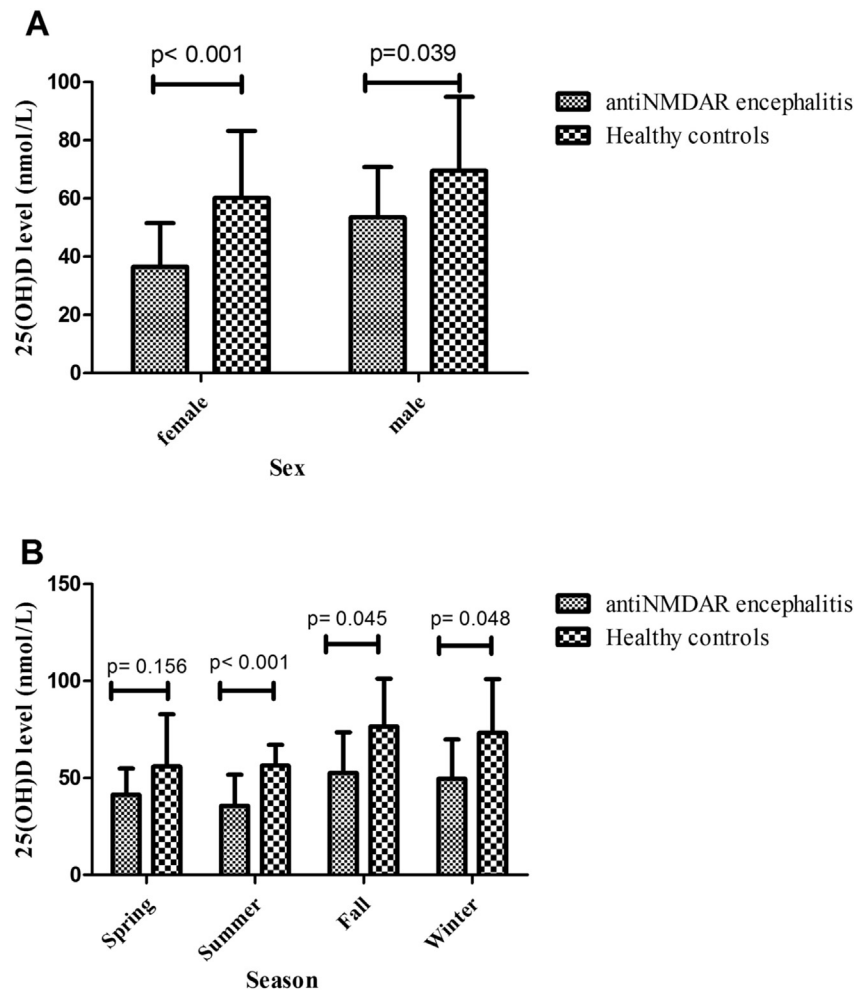 A
p< 0.001
p=0.039
25(OH)D level (nmol/L)
100
80
60
40
20
0
female
male
Sex
antiNMDAR encephalitis
Healthy controls
B
25(OH)D level (nmol/L)
150
100
50
0
p= 0.156
p< 0.001
p= 0.045
p= 0.048
Spring
Summer
Fall
Winter
Season
antiNMDAR encephalitis
Healthy controls